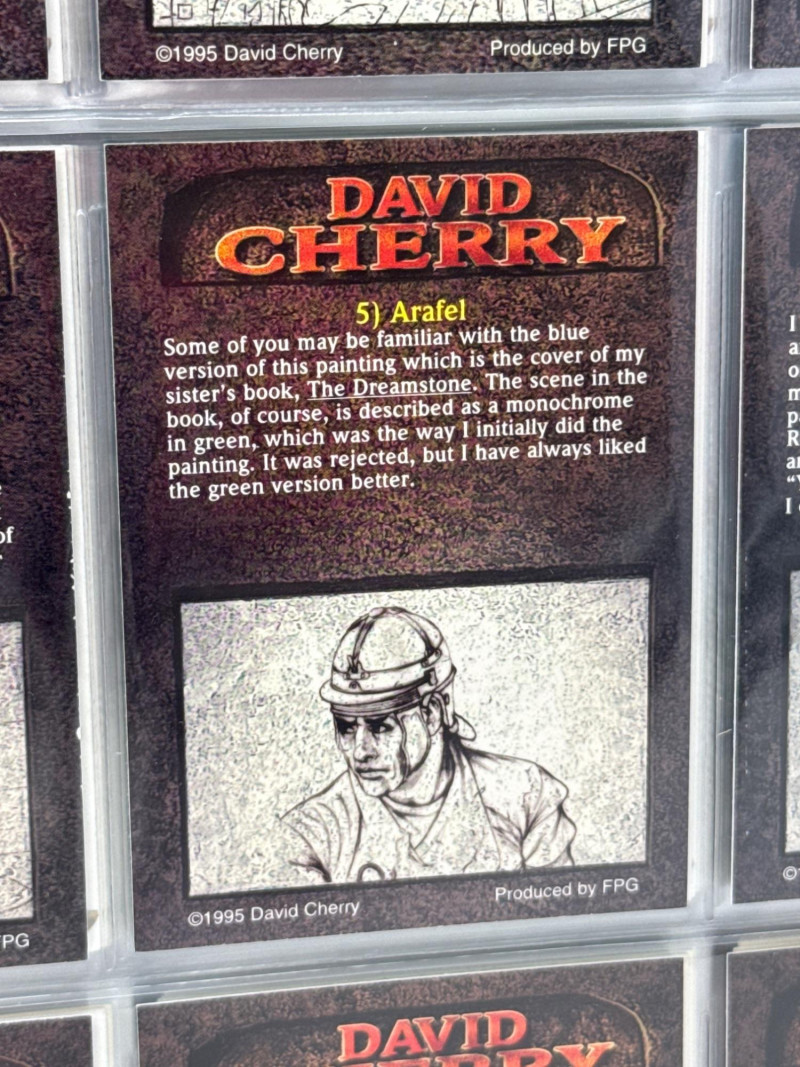 ©1995 David Cherry
Produced by FPG
DAVID
CHERRY
5) Arafel
Some of you may be familiar with the blue
version of this painting which is the cover of my
sister's book, The Dreamstone. The scene in the
book, of course, is described as a monochrome
in green, which was the way I initially did the
painting. It was rejected, but I have always liked
the green version better.
©1995 David Cherry
Produced by FPG
of
FPG
I
DAVID
CHERRY